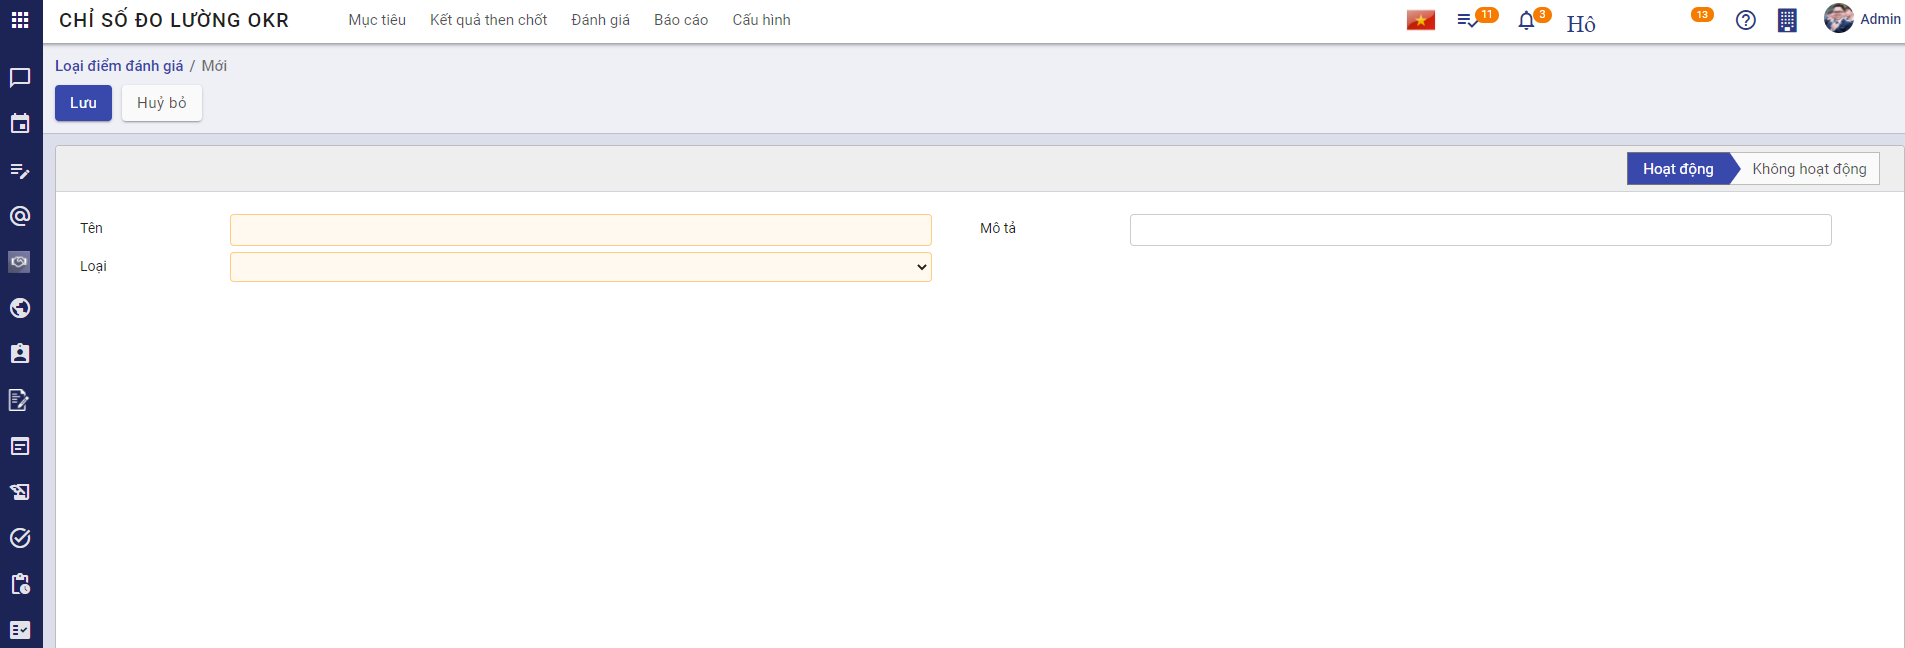 CHỈ SỐ ĐO LƯỜNG OKR Mục tiêu Kết quả then chốt Đánh giá Báo cáo Cấu hình 11 3 Hô 13 Admin
Loại điểm đánh giá / Mới
Lưu Huỷ bỏ
Hoạt động Không hoạt động
Tên Mô tả
Loại